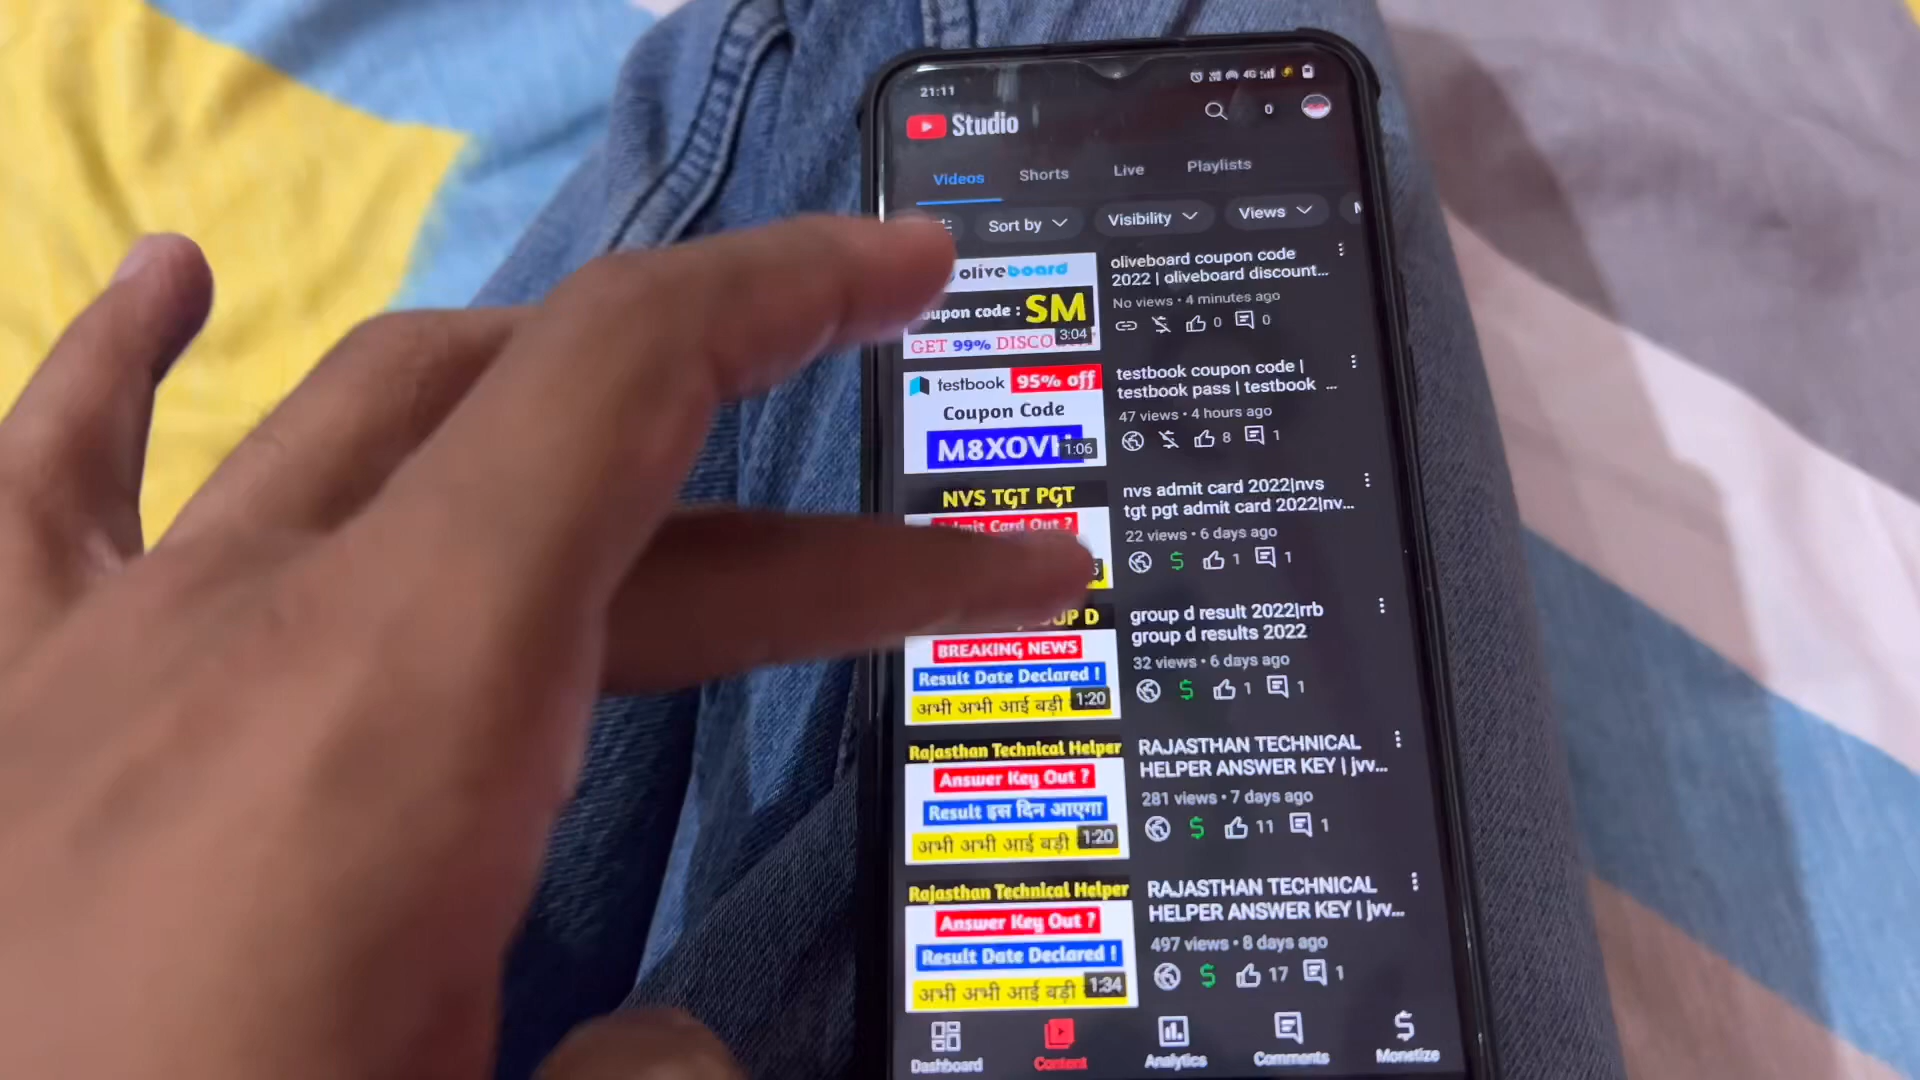 21:11
4G
Studio
0
Videos Shorts Live Playlists
Sort by Visibility Views
oliveboard
oupon code : SM
3:04
GET 99% DISCO
oliveboard coupon code
2022 | oliveboard discount...
No views • 4 minutes ago
0 0
testbook 95% off
Coupon Code
M8XOV
1:06
testbook coupon code |
testbook pass | testbook ...
47 views • 4 hours ago
8 1
NVS TGT PGT
Admit Card Out ?
nvs admit card 2022|nvs
tgt pgt admit card 2022|nv...
22 views • 6 days ago
1 1
UP D
BREAKING NEWS
Result Date Declared !
अभी अभी आई बड़ी
1:20
group d result 2022|rrb
group d results 2022
32 views • 6 days ago
1 1
Rajasthan Technical Helper
Answer Key Out ?
Result इस दिन आएगा
अभी अभी आई बड़ी
1:20
RAJASTHAN TECHNICAL
HELPER ANSWER KEY | jvv...
281 views • 7 days ago
11 1
Rajasthan Technical Helper
Answer Key Out ?
Result Date Declared !
अभी अभी आई बड़ी
1:34
RAJASTHAN TECHNICAL
HELPER ANSWER KEY | jvv...
497 views • 8 days ago
17 1
Dashboard Content Analytics Comments Monetize